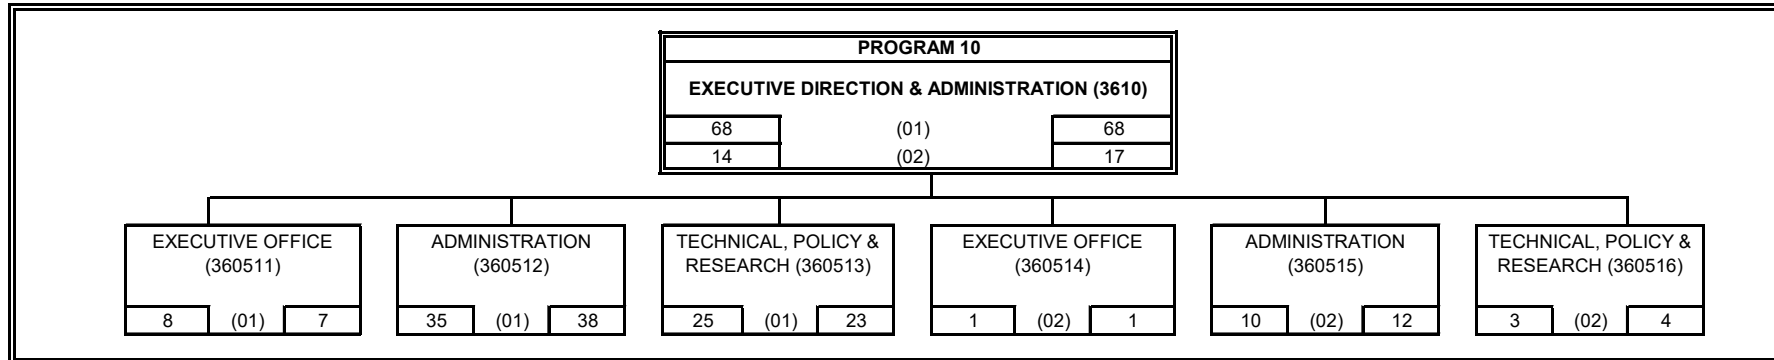 PROGRAM 10
EXECUTIVE DIRECTION & ADMINISTRATION (3610)
68 (01) 68
14 (02) 17
EXECUTIVE OFFICE
(360511)
8 (01) 7
ADMINISTRATION
(360512)
35 (01) 38
TECHNICAL, POLICY &
RESEARCH (360513)
25 (01) 23
EXECUTIVE OFFICE
(360514)
1 (02) 1
ADMINISTRATION
(360515)
10 (02) 12
TECHNICAL, POLICY &
RESEARCH (360516)
3 (02) 4